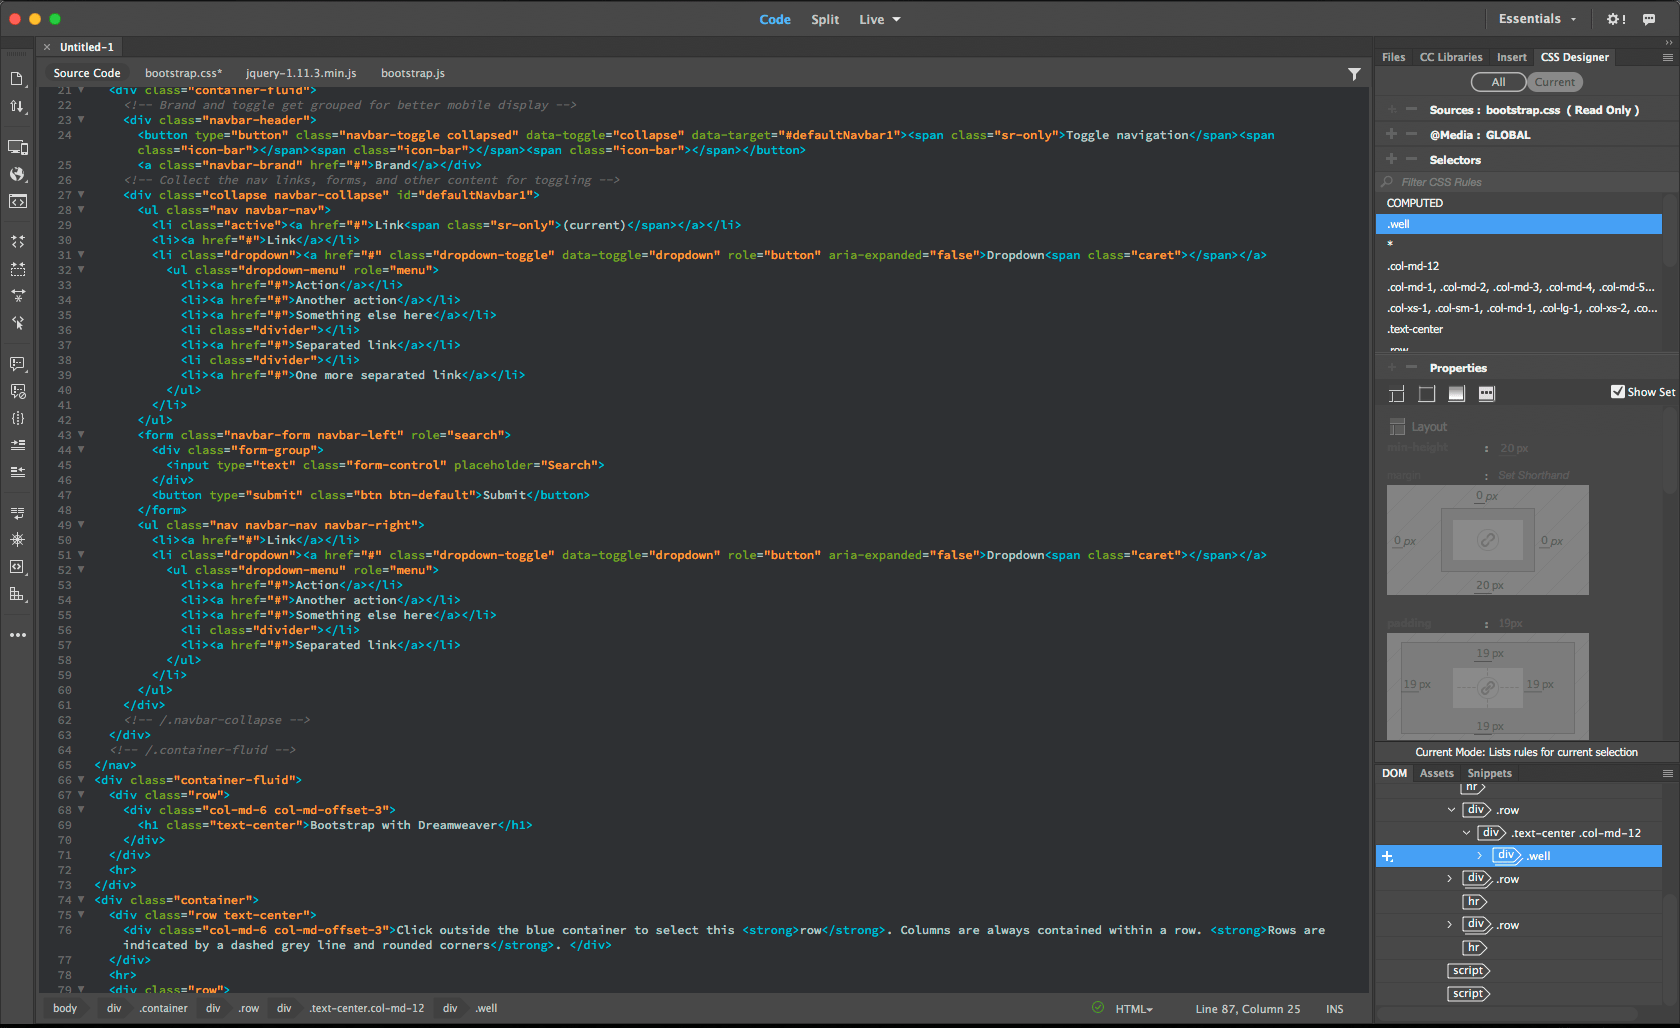 Code Split Live
Essentials
Untitled-1
Source Code bootstrap.css* jquery-1.11.3.min.js bootstrap.js
21 <div class="container-fluid">
22 <!-- Brand and toggle get grouped for better mobile display -->
23 <div class="navbar-header">
24 <button type="button" class="navbar-toggle collapsed" data-toggle="collapse" data-target="#defaultNavbar1"><span class="sr-only">Toggle navigation</span><span
class="icon-bar"></span><span class="icon-bar"></span><span class="icon-bar"></span></button>
25 <a class="navbar-brand" href="#">Brand</a></div>
26 <!-- Collect the nav links, forms, and other content for toggling -->
27 <div class="collapse navbar-collapse" id="defaultNavbar1">
28 <ul class="nav navbar-nav">
29 <li class="active"><a href="#">Link<span class="sr-only">(current)</span></a></li>
30 <li><a href="#">Link</a></li>
31 <li class="dropdown"><a href="#" class="dropdown-toggle" data-toggle="dropdown" role="button" aria-expanded="false">Dropdown<span class="caret"></span></a>
32 <ul class="dropdown-menu" role="menu">
33 <li><a href="#">Action</a></li>
34 <li><a href="#">Another action</a></li>
35 <li><a href="#">Something else here</a></li>
36 <li class="divider"></li>
37 <li><a href="#">Separated link</a></li>
38 <li class="divider"></li>
39 <li><a href="#">One more separated link</a></li>
40 </ul>
41 </li>
42 </ul>
43 <form class="navbar-form navbar-left" role="search">
44 <div class="form-group">
45 <input type="text" class="form-control" placeholder="Search">
46 </div>
47 <button type="submit" class="btn btn-default">Submit</button>
48 </form>
49 <ul class="nav navbar-nav navbar-right">
50 <li><a href="#">Link</a></li>
51 <li class="dropdown"><a href="#" class="dropdown-toggle" data-toggle="dropdown" role="button" aria-expanded="false">Dropdown<span class="caret"></span></a>
52 <ul class="dropdown-menu" role="menu">
53 <li><a href="#">Action</a></li>
54 <li><a href="#">Another action</a></li>
55 <li><a href="#">Something else here</a></li>
56 <li class="divider"></li>
57 <li><a href="#">Separated link</a></li>
58 </ul>
59 </li>
60 </ul>
61 </div>
62 <!-- /.navbar-collapse -->
63 </div>
64 <!-- /.container-fluid -->
65 </nav>
66 <div class="container-fluid">
67 <div class="row">
68 <div class="col-md-6 col-md-offset-3">
69 <h1 class="text-center">Bootstrap with Dreamweaver</h1>
70 </div>
71 </div>
72 <hr>
73 </div>
74 <div class="container">
75 <div class="row text-center">
76 <div class="col-md-6 col-md-offset-3">Click outside the blue container to select this <strong>row</strong>. Columns are always contained within a row. <strong>Rows are
indicated by a dashed grey line and rounded corners</strong>. </div>
77 </div>
78 <hr>
79 <div class="row">
body div .container div .row div .text-center.col-md-12 div .well
HTML Line 87, Column 25 INS
Files CC Libraries Insert CSS Designer
All Current
Sources : bootstrap.css ( Read Only )
@Media : GLOBAL
Selectors
Filter CSS Rules
COMPUTED
.well
*
.col-md-12
.col-md-1, .col-md-2, .col-md-3, .col-md-4, .col-md-5...
.col-xs-1, .col-sm-1, .col-md-1, .col-lg-1, .col-xs-2, .co...
.text-center
.row
Properties
Show Set
Layout
min-height : 20 px
margin : Set Shorthand
0 px
0 px 0 px
20 px
padding : 19px
19 px
19 px 19 px
19 px
Current Mode: Lists rules for current selection
DOM Assets Snippets
hr
div .row
div .text-center .col-md-12
div .well
div .row
hr
div .row
hr
script
script